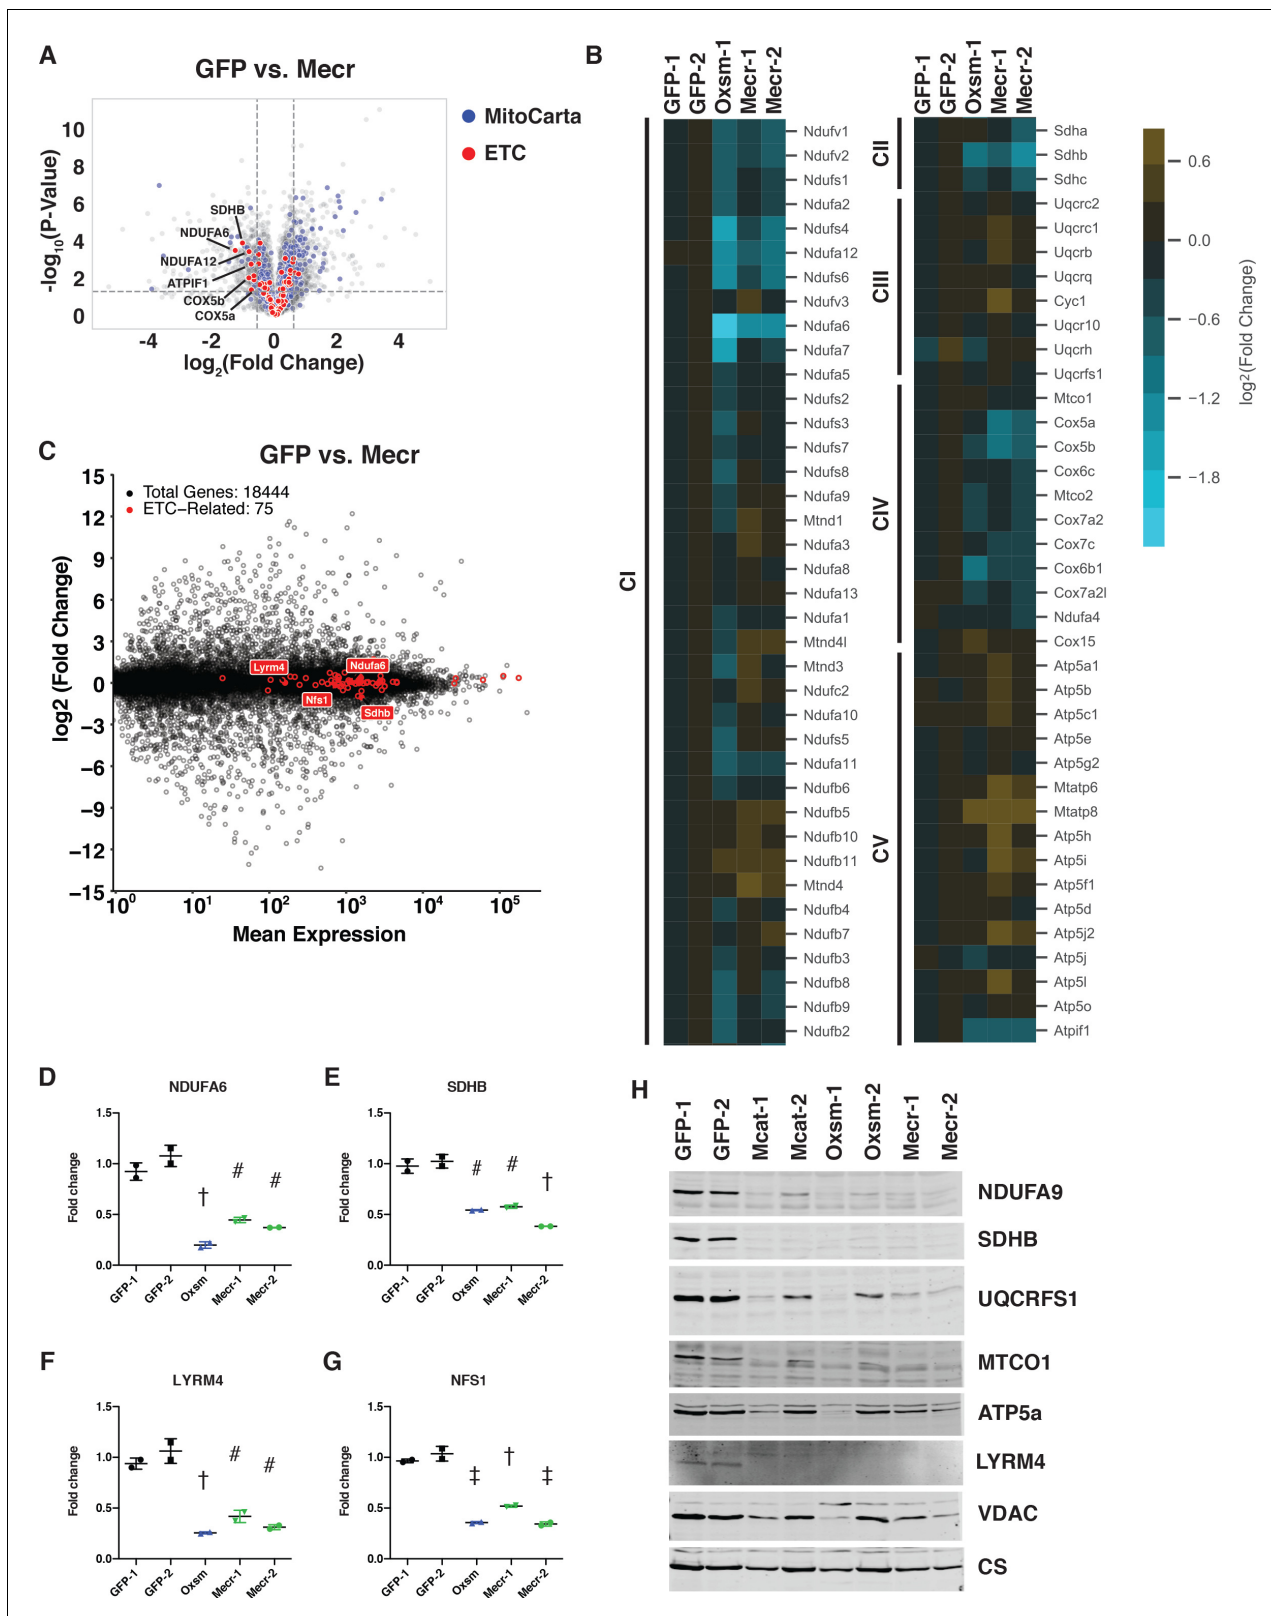 A
GFP vs. Mecr
MitoCarta
ETC
-log10(P-Value)
10
8
6
4
2
0
SDHB
NDUFA6
NDUFA12
ATPIF1
COX5b
COX5a
-4 -2 0 2 4
log2(Fold Change)
B
GFP-1 GFP-2 Oxsm-1 Mecr-1 Mecr-2
CI
Ndufv1
Ndufv2
Ndufs1
Ndufa2
Ndufs4
Ndufa12
Ndufs6
Ndufv3
Ndufa6
Ndufa7
Ndufa5
Ndufs2
Ndufs3
Ndufs7
Ndufs8
Ndufa9
Mtnd1
Ndufa3
Ndufa8
Ndufa13
Ndufa1
Mtnd4l
Mtnd3
Ndufc2
Ndufa10
Ndufs5
Ndufa11
Ndufb6
Ndufb5
Ndufb10
Ndufb11
Mtnd4
Ndufb4
Ndufb7
Ndufb3
Ndufb8
Ndufb9
Ndufb2
GFP-1 GFP-2 Oxsm-1 Mecr-1 Mecr-2
CII
Sdha
Sdhb
Sdhc
CIII
Uqcrc2
Uqcrc1
Uqcrb
Uqcrq
Cyc1
Uqcr10
Uqcrh
Uqcrfs1
CIV
Mtco1
Cox5a
Cox5b
Cox6c
Mtco2
Cox7a2
Cox7c
Cox6b1
Cox7a2l
Ndufa4
Cox15
CV
Atp5a1
Atp5b
Atp5c1
Atp5e
Atp5g2
Mtatp6
Mtatp8
Atp5h
Atp5i
Atp5f1
Atp5d
Atp5j2
Atp5j
Atp5l
Atp5o
Atpif1
0.6
0.0
−0.6
−1.2
−1.8
log2(Fold Change)
C
GFP vs. Mecr
Total Genes: 18444
ETC−Related: 75
log2 (Fold Change)
15
12
9
6
3
0
−3
−6
−9
−12
−15
Lyrm4
Ndufa6
Nfs1
Sdhb
100 101 102 103 104 105
Mean Expression
D
NDUFA6
Fold change
1.5
1.0
0.5
0.0
† # #
GFP-1 GFP-2 Oxsm Mecr-1 Mecr-2
E
SDHB
Fold change
1.5
1.0
0.5
0.0
# # †
GFP-1 GFP-2 Oxsm Mecr-1 Mecr-2
F
LYRM4
Fold change
1.5
1.0
0.5
0.0
† # #
GFP-1 GFP-2 Oxsm Mecr-1 Mecr-2
G
NFS1
Fold change
1.5
1.0
0.5
0.0
‡ † ‡
GFP-1 GFP-2 Oxsm Mecr-1 Mecr-2
H
GFP-1 GFP-2 Mcat-1 Mcat-2 Oxsm-1 Oxsm-2 Mecr-1 Mecr-2
NDUFA9
SDHB
UQCRFS1
MTCO1
ATP5a
LYRM4
VDAC
CS